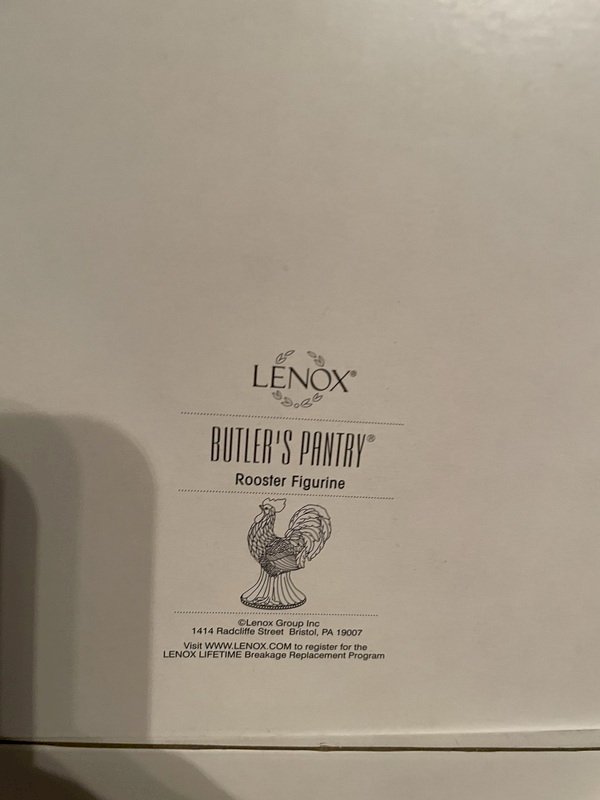 LENOX®
BUTLER'S PANTRY®
Rooster Figurine
©Lenox Group Inc
1414 Radcliffe Street Bristol, PA 19007
Visit WWW.LENOX.COM to register for the
LENOX LIFETIME Breakage Replacement Program